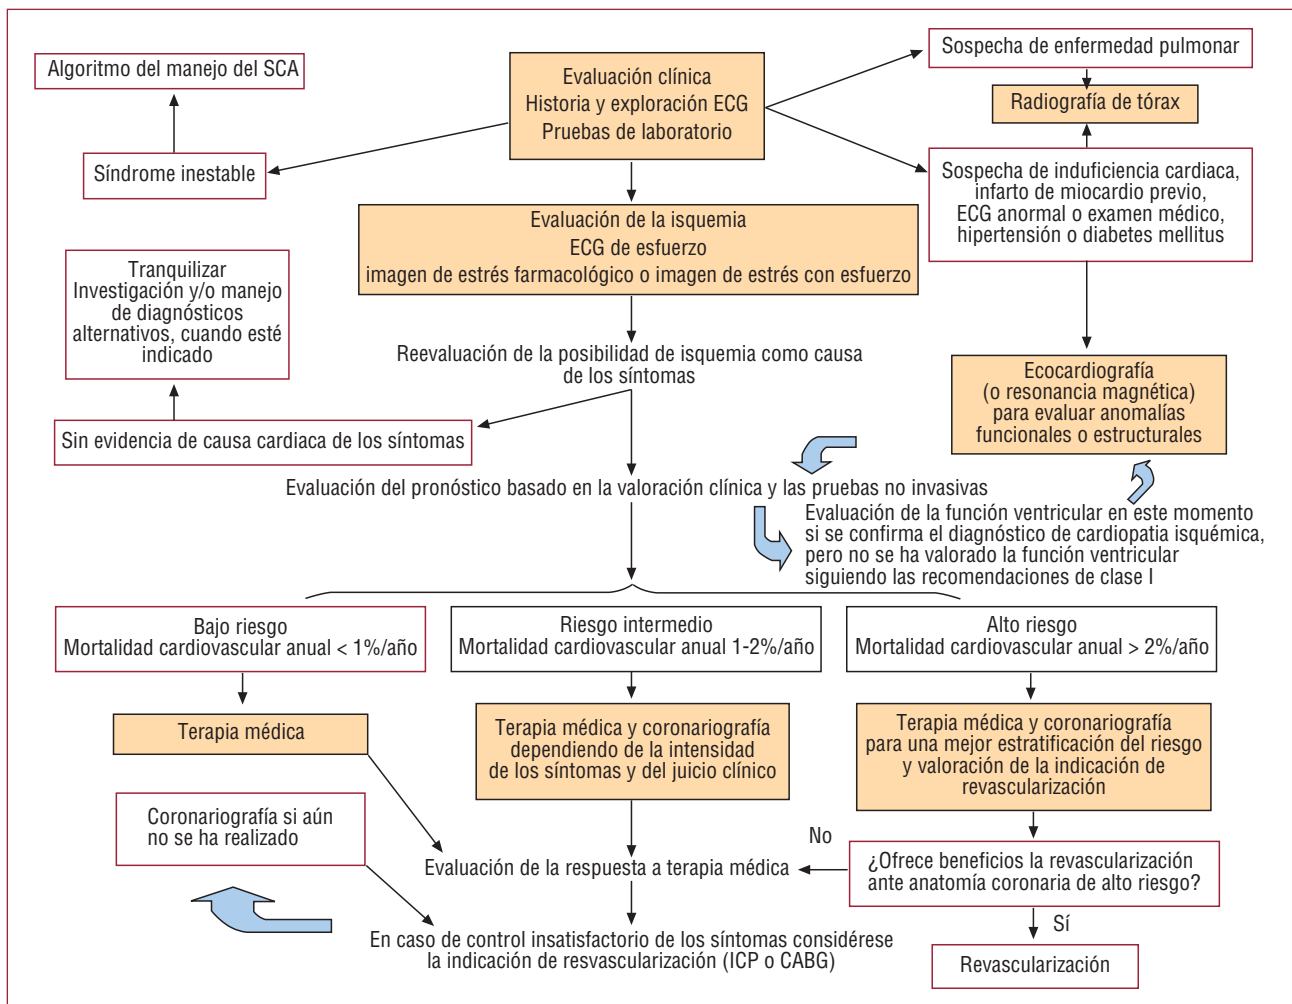 Algoritmo del manejo del SCA
Síndrome inestable
Evaluación clínica
Historia y exploración ECG
Pruebas de laboratorio
Sospecha de enfermedad pulmonar
Radiografía de tórax
Sospecha de induficiencia cardiaca,
infarto de miocardio previo,
ECG anormal o examen médico,
hipertensión o diabetes mellitus
Evaluación de la isquemia
ECG de esfuerzo
imagen de estrés farmacológico o imagen de estrés con esfuerzo
Tranquilizar
Investigación y/o manejo
de diagnósticos
alternativos, cuando esté
indicado
Reevaluación de la posibilidad de isquemia como causa
de los síntomas
Ecocardiografía
(o resonancia magnética)
para evaluar anomalías
funcionales o estructurales
Sin evidencia de causa cardiaca de los síntomas
Evaluación del pronóstico basado en la valoración clínica y las pruebas no invasivas
Evaluación de la función ventricular en este momento
si se confirma el diagnóstico de cardiopatia isquémica,
pero no se ha valorado la función ventricular
siguiendo las recomendaciones de clase I
Bajo riesgo
Mortalidad cardiovascular anual < 1%/año
Riesgo intermedio
Mortalidad cardiovascular anual 1-2%/año
Alto riesgo
Mortalidad cardiovascular anual > 2%/año
Terapia médica
Terapia médica y coronariografía
dependiendo de la intensidad
de los síntomas y del juicio clínico
Terapia médica y coronariografía
para una mejor estratificación del riesgo
y valoración de la indicación de
revascularización
Coronariografía si aún
no se ha realizado
Evaluación de la respuesta a terapia médica
No
¿Ofrece beneficios la revascularización
ante anatomía coronaria de alto riesgo?
Sí
En caso de control insatisfactorio de los síntomas considérese
la indicación de resvascularización (ICP o CABG)
Revascularización